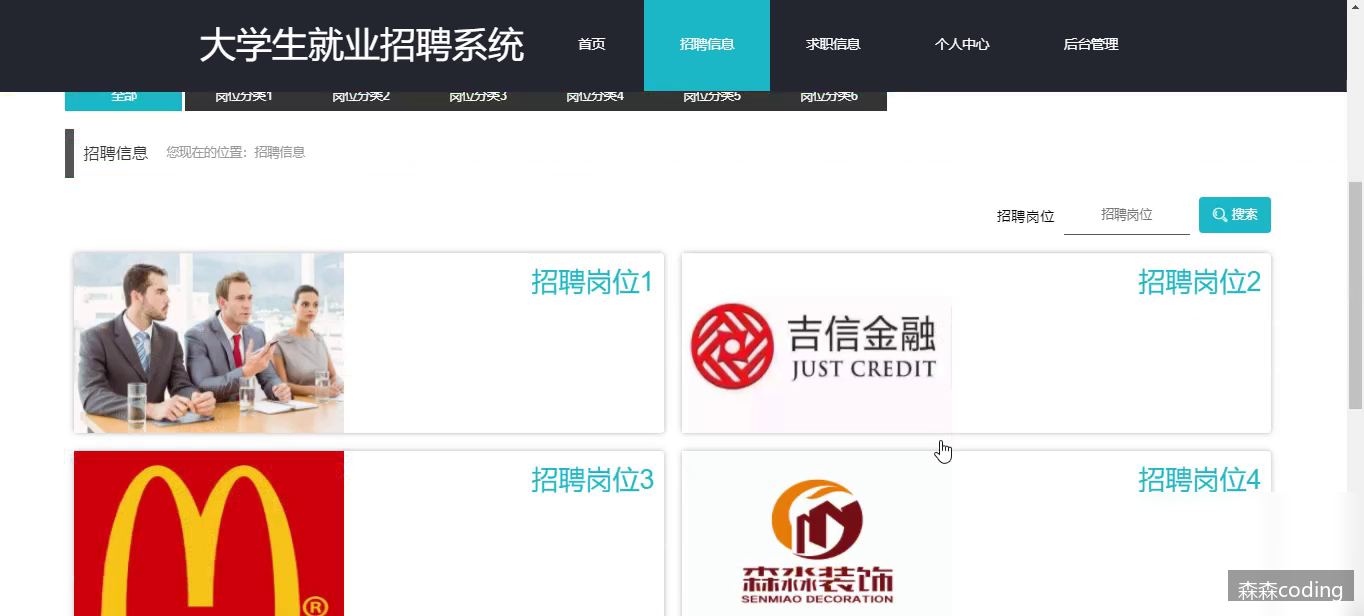 大学生就业招聘系统 首页 招聘信息 求职信息 个人中心 后台管理
全部 岗位分类1 岗位分类2 岗位分类3 岗位分类4 岗位分类5 岗位分类6
招聘信息 您现在的位置：招聘信息
招聘岗位 招聘岗位 搜索
招聘岗位1
招聘岗位2
吉信金融
JUST CREDIT
招聘岗位3
®
招聘岗位4
森淼装饰
SENMIAO DECORATION
森森coding